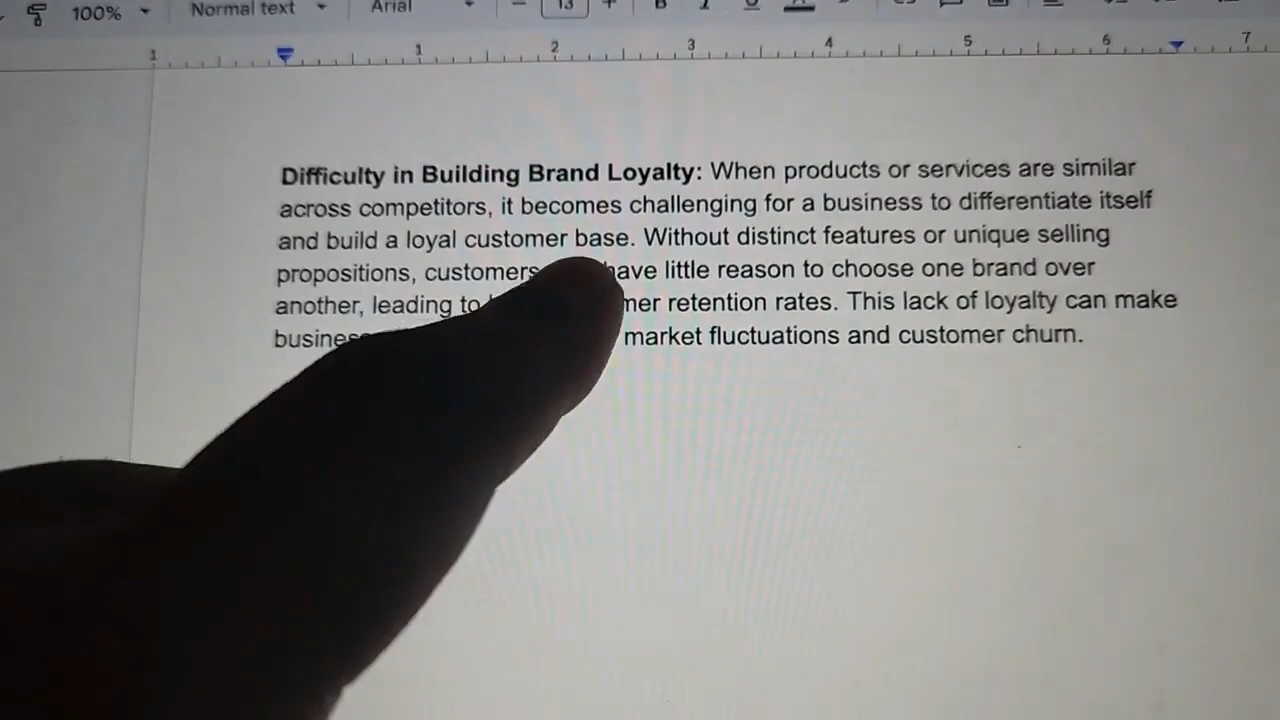 100% Normal text Arial 13
1 1 2 3 4 5 6 7
Difficulty in Building Brand Loyalty: When products or services are similar
across competitors, it becomes challenging for a business to differentiate itself
and build a loyal customer base. Without distinct features or unique selling
propositions, customers have little reason to choose one brand over
another, leading to retention rates. This lack of loyalty can make
market fluctuations and customer churn.